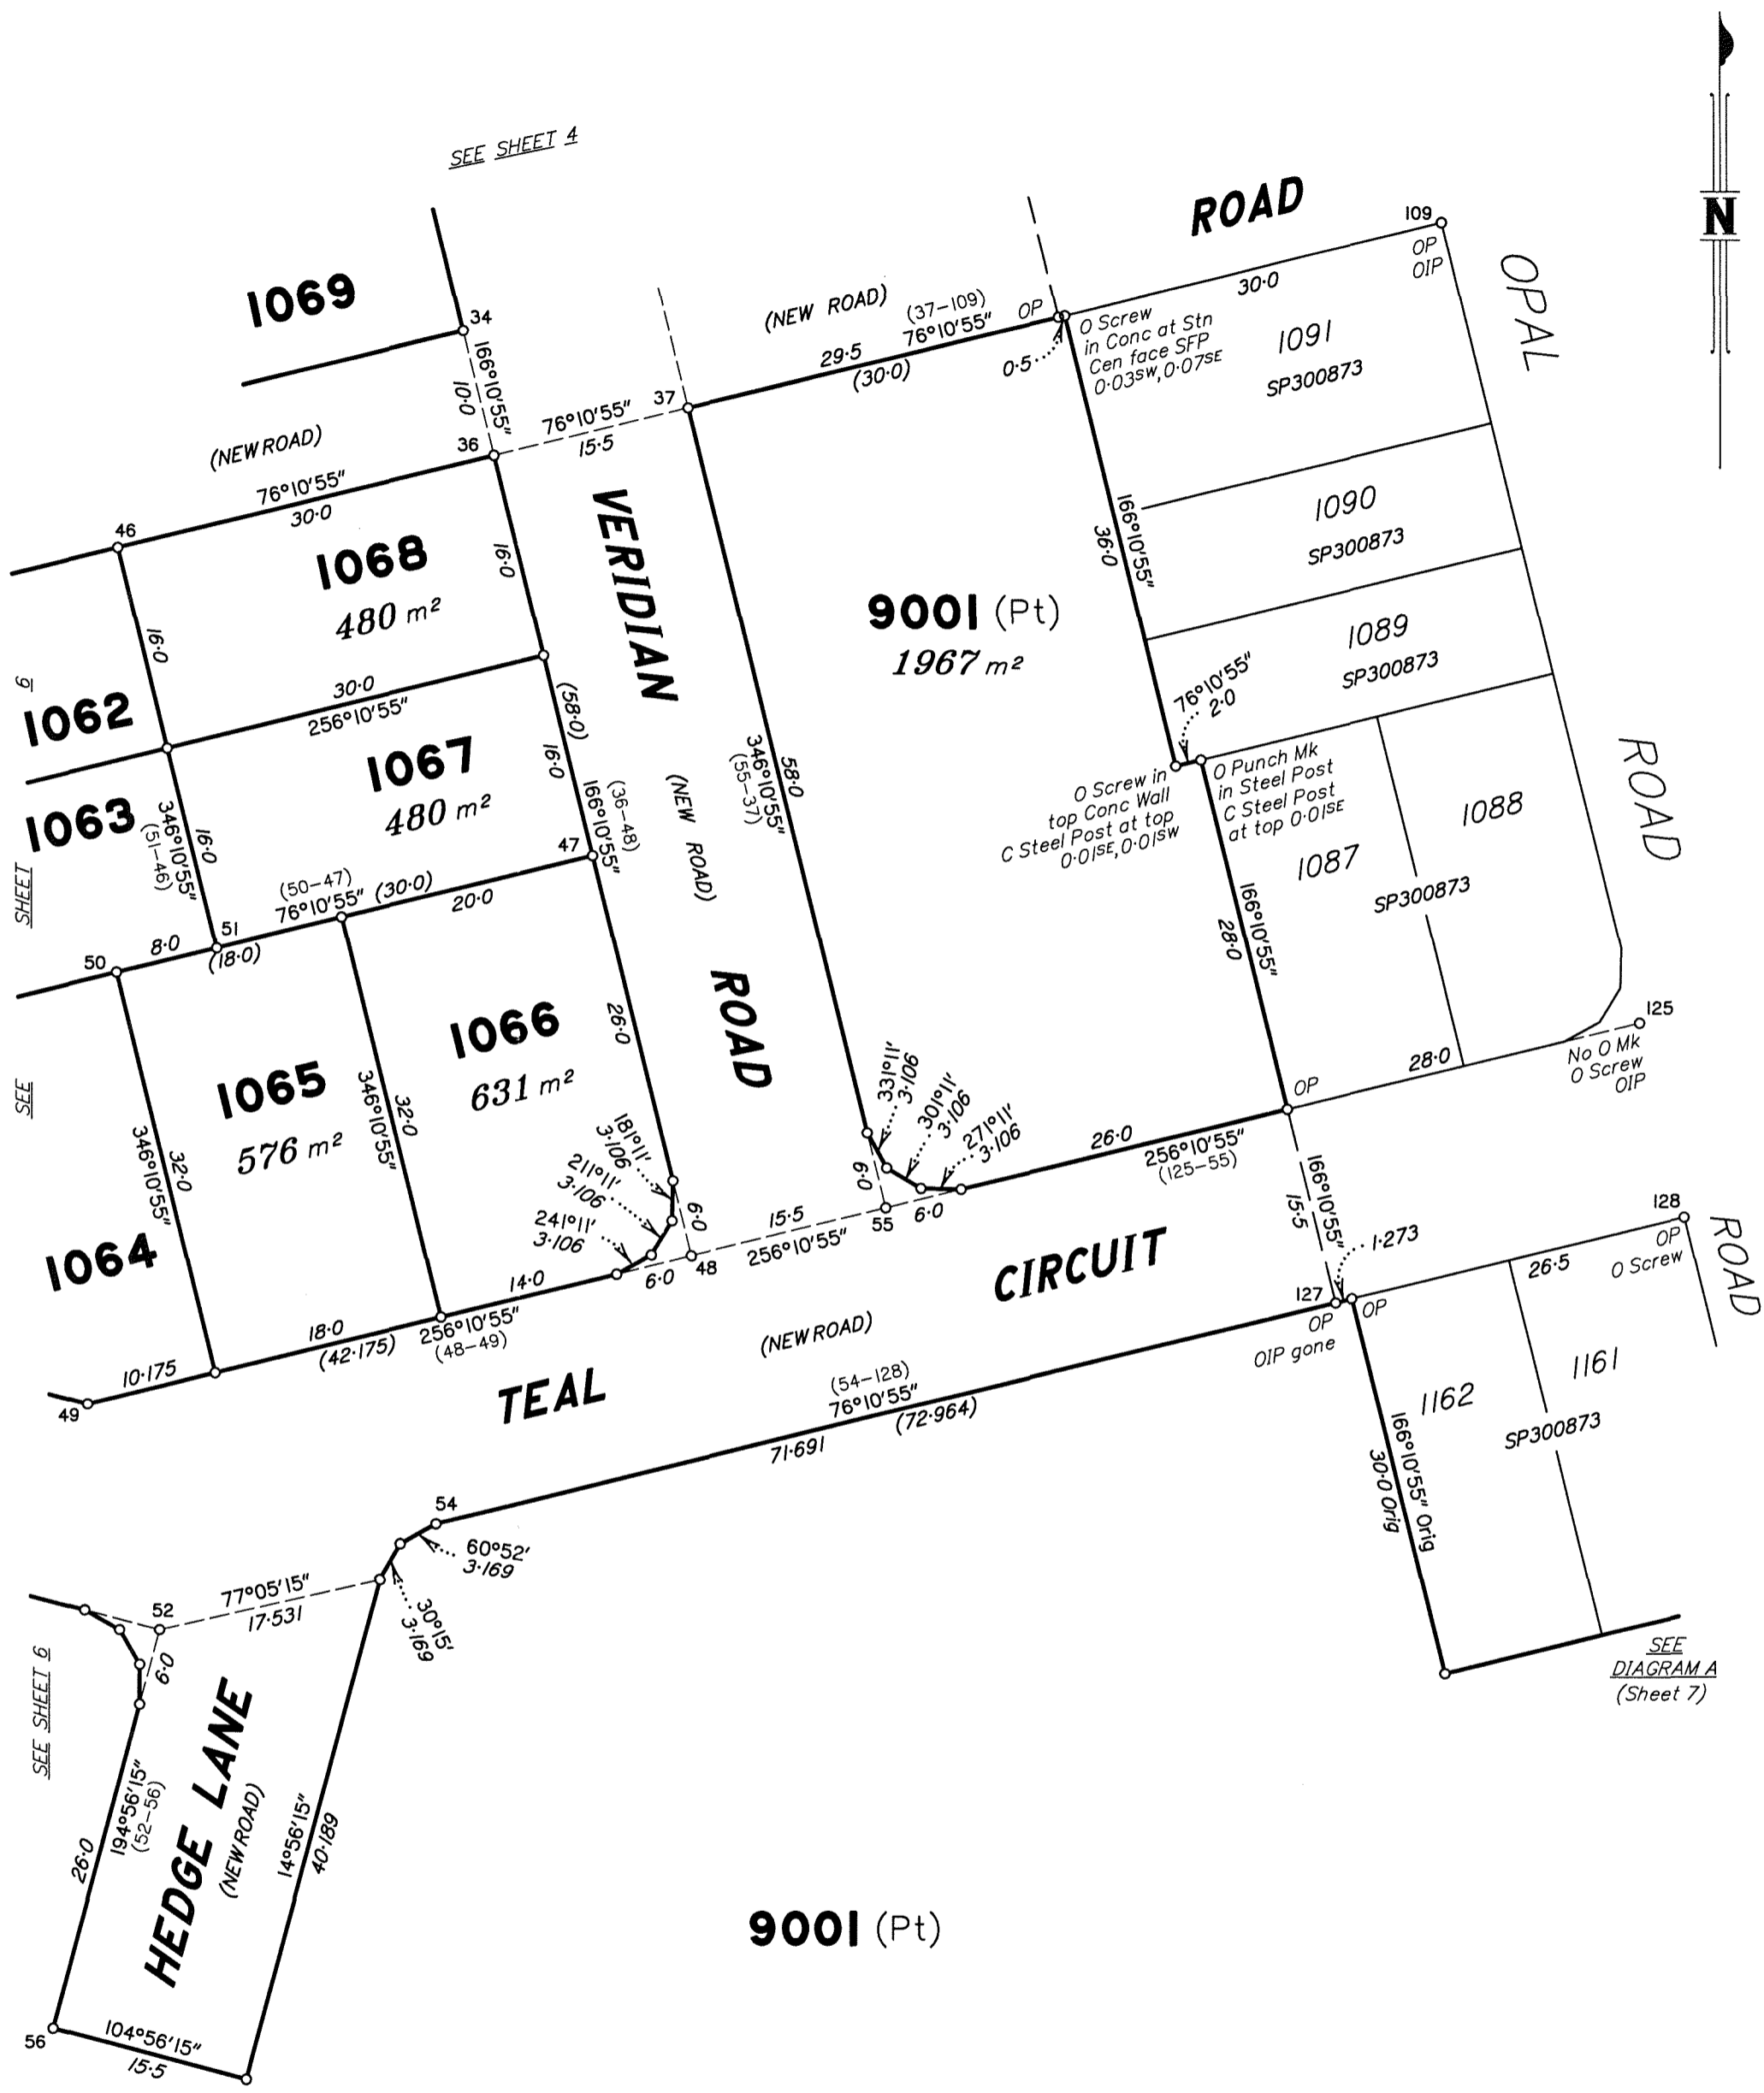 SEE SHEET 4
N
ROAD
109
OP
OIP
OPAL
ROAD
1069
34
166°10'55"
10·0
(NEW ROAD)
(37–109)
76°10'55"
29·5
(30·0)
OP
0·5
O Screw
in Conc at Stn
Cen face SFP
0·03SW,0·07SE
30·0
1091
SP300873
37
76°10'55"
15·5
36
(NEW ROAD)
76°10'55"
30·0
46
1068
480 m²
16·0
16·0
VERIDIAN
(NEW ROAD)
ROAD
9001 (Pt)
1967 m²
166°10'55"
36·0
1090
SP300873
1089
SP300873
76°10'55"
2·0
6
1062
30·0
256°10'55"
(58·0)
1067
480 m²
16·0
16·0
166°10'55"
(36–48)
346°10'55"
(51–46)
1063
SHEET
SEE
58·0
346°10'55"
(55–37)
O Screw in
top Conc Wall
C Steel Post at top
0·01SE,0·01SW
O Punch Mk
in Steel Post
C Steel Post
at top 0·01SE
1087
1088
SP300873
47
(50–47)
76°10'55" (30·0)
20·0
51
8·0
(18·0)
50
166°10'55"
28·0
1066
631 m²
26·0
346°10'55"
32·0
1065
576 m²
346°10'55"
32·0
125
No O Mk
O Screw
OIP
28·0
OP
331°11'
3·106
301°11'
3·106
271°11'
3·106
26·0
256°10'55"
(125–55)
181°11'
3·106
211°11'
3·106
241°11'
3·106
6·0
6·0
15·5
55
6·0
256°10'55"
48
6·0
14·0
256°10'55"
(48–49)
18·0
(42·175)
1064
10·175
49
166°10'55"
15·5
1·273
128
OP
O Screw
ROAD
26·5
127
OP
OP
OIP gone
CIRCUIT
(NEW ROAD)
TEAL
(54–128)
76°10'55"
(72·964)
71·691
1162
1161
SP300873
166°10'55" Orig
30·0 Orig
54
60°52'
3·169
30°15'
3·169
77°05'15"
17·531
52
6·0
SEE SHEET 6
SEE
DIAGRAM A
(Sheet 7)
194°56'15"
(52–56)
26·0
HEDGE LANE
(NEW ROAD)
14°56'15"
40·189
9001 (Pt)
56
104°56'15"
15·5